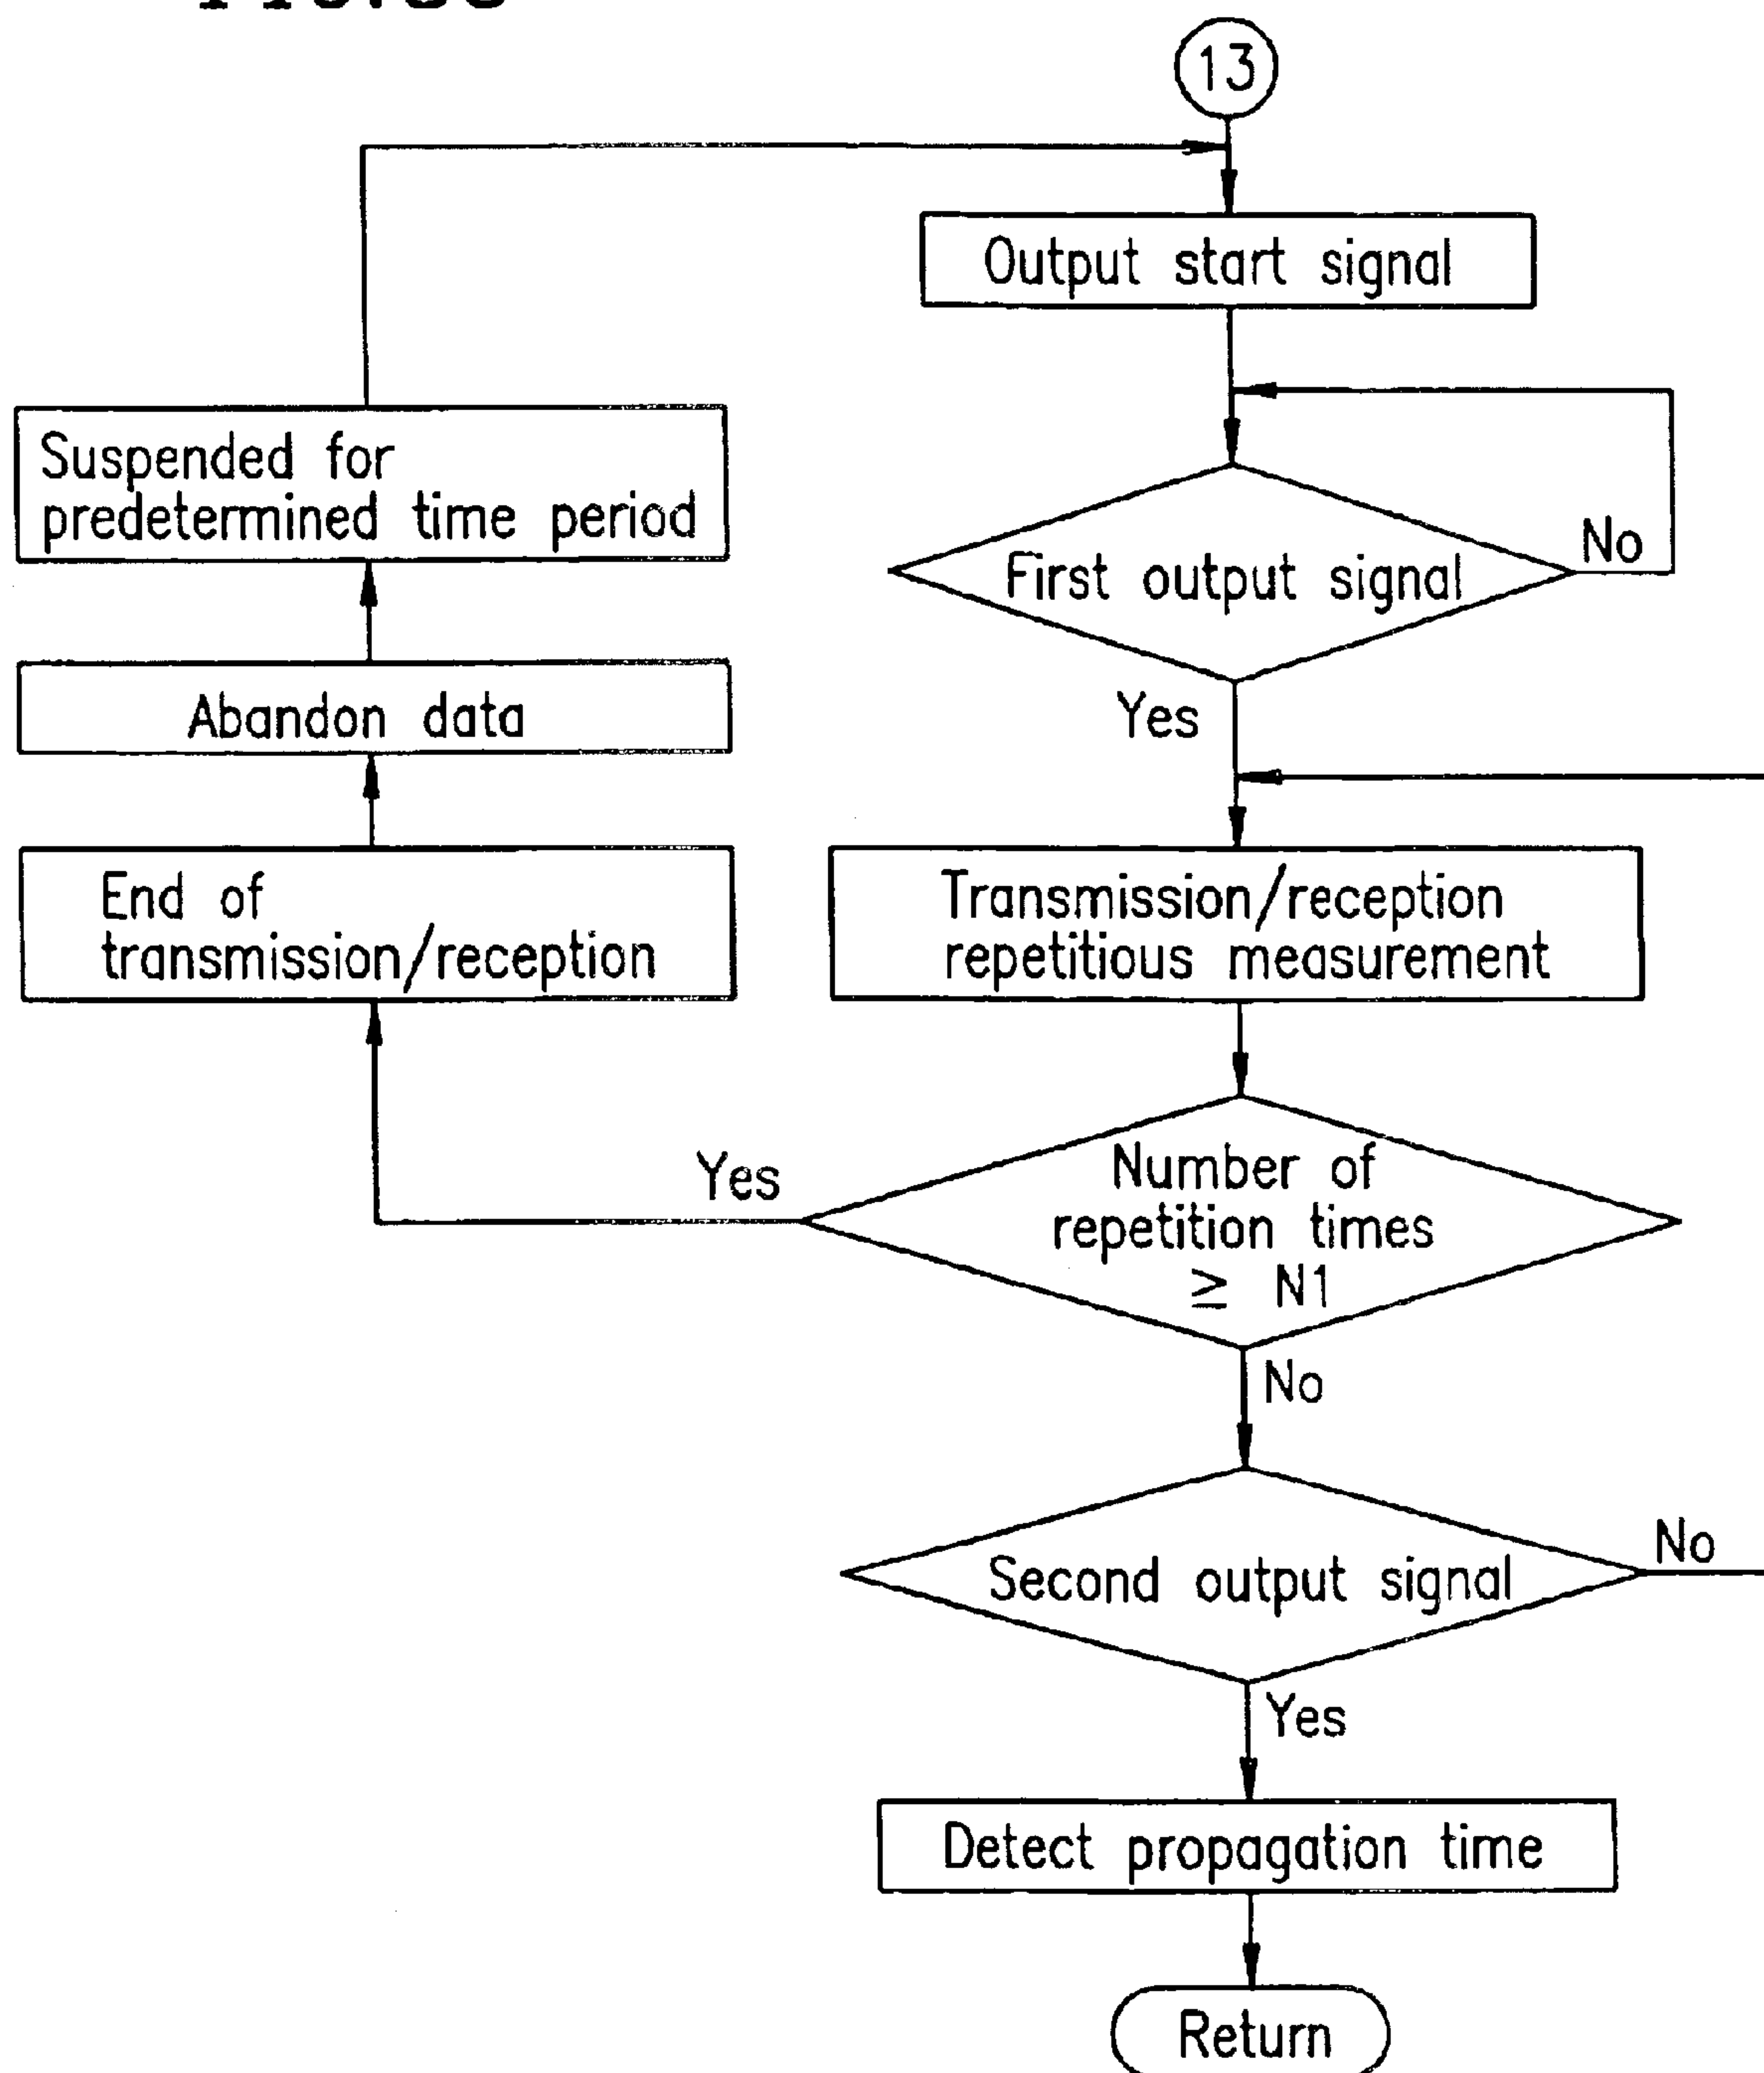 13
Output start signal
Suspended for
predetermined time period
First output signal
No
Abandon data
Yes
End of
transmission/reception
Transmission/reception
repetitious measurement
Yes
Number of
repetition times
≥ N1
No
Second output signal
No
Yes
Detect propagation time
Return